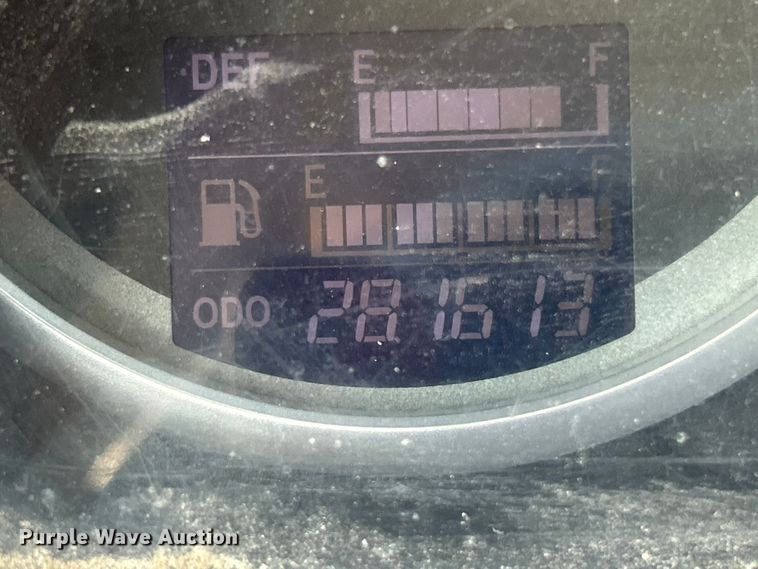 DEF E F
E F
ODO 281613
Purple Wave Auction